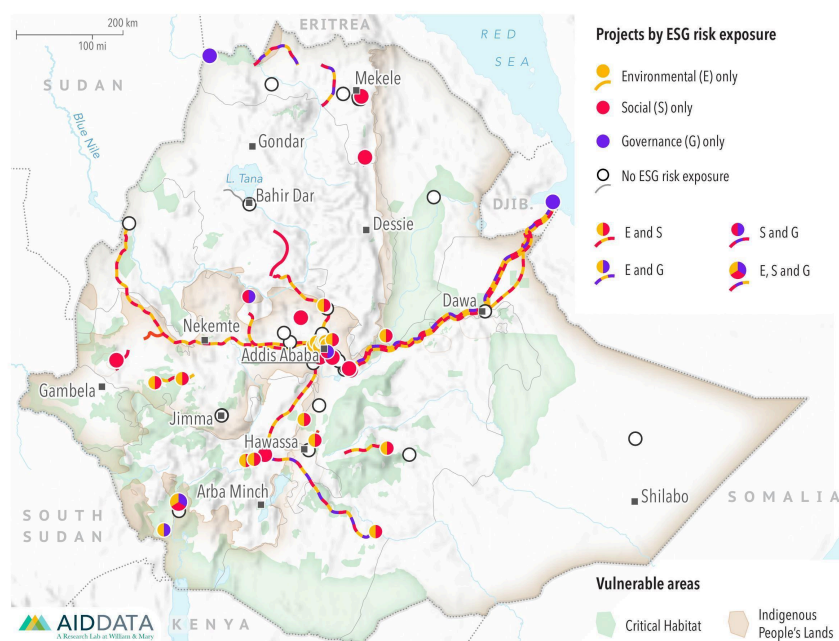 200 km
100 mi
ERITREA
RED
SEA
SUDAN
Blue Nile
Mekele
Gondar
L. Tana
Bahir Dar
DJIB.
Dessie
Dawa
Nekemte
Addis Ababa
Gambela
Jimma
Hawassa
Arba Minch
Shilabo
SOMALIA
SOUTH
SUDAN
KENYA
AIDDATA
A Research Lab at William & Mary
Projects by ESG risk exposure
Environmental (E) only
Social (S) only
Governance (G) only
No ESG risk exposure
E and S
S and G
E and G
E, S and G
Vulnerable areas
Critical Habitat
Indigenous
People's Lands